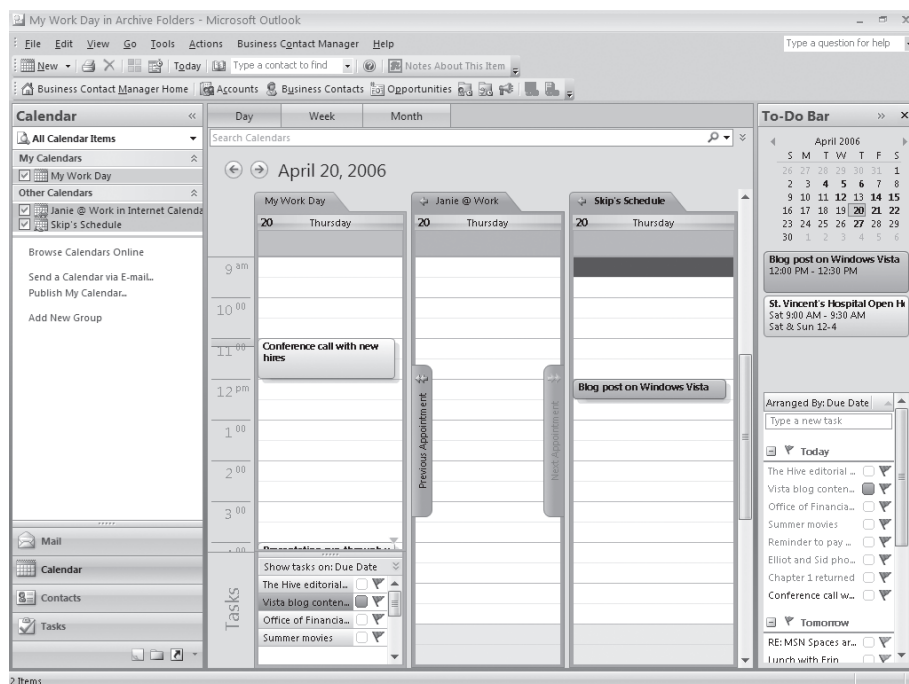 My Work Day in Archive Folders - Microsoft Outlook
File Edit View Go Tools Actions Business Contact Manager Help
Type a question for help
New Today Type a contact to find Notes About This Item
Business Contact Manager Home Accounts Business Contacts Opportunities
Calendar
All Calendar Items
My Calendars
My Work Day
Other Calendars
Janie @ Work in Internet Calenda
Skip's Schedule
Browse Calendars Online
Send a Calendar via E-mail...
Publish My Calendar...
Add New Group
Mail
Calendar
Contacts
Tasks
2 Items
Day Week Month
Search Calendars
April 20, 2006
My Work Day Janie @ Work Skip's Schedule
20 Thursday 20 Thursday 20 Thursday
9 am
10 00
11 00
Conference call with new
hires
12 pm
Blog post on Windows Vista
Previous Appointment
Next Appointment
1 00
2 00
3 00
Tasks
Show tasks on: Due Date
The Hive editorial...
Vista blog conten...
Office of Financia...
Summer movies
To-Do Bar
April 2006
S M T W T F S
26 27 28 29 30 31 1
2 3 4 5 6 7 8
9 10 11 12 13 14 15
16 17 18 19 20 21 22
23 24 25 26 27 28 29
30 1 2 3 4 5 6
Blog post on Windows Vista
12:00 PM - 12:30 PM
St. Vincent's Hospital Open
Sat 9:00 AM - 9:30 AM
Sat & Sun 12-4
Arranged By: Due Date
Type a new task
Today
The Hive editorial ...
Vista blog conten...
Office of Financia...
Summer movies
Reminder to pay ...
Elliot and Sid pho...
Chapter 1 returned
Conference call w...
Tomorrow
RE: MSN Spaces ar...
Lunch with Erin